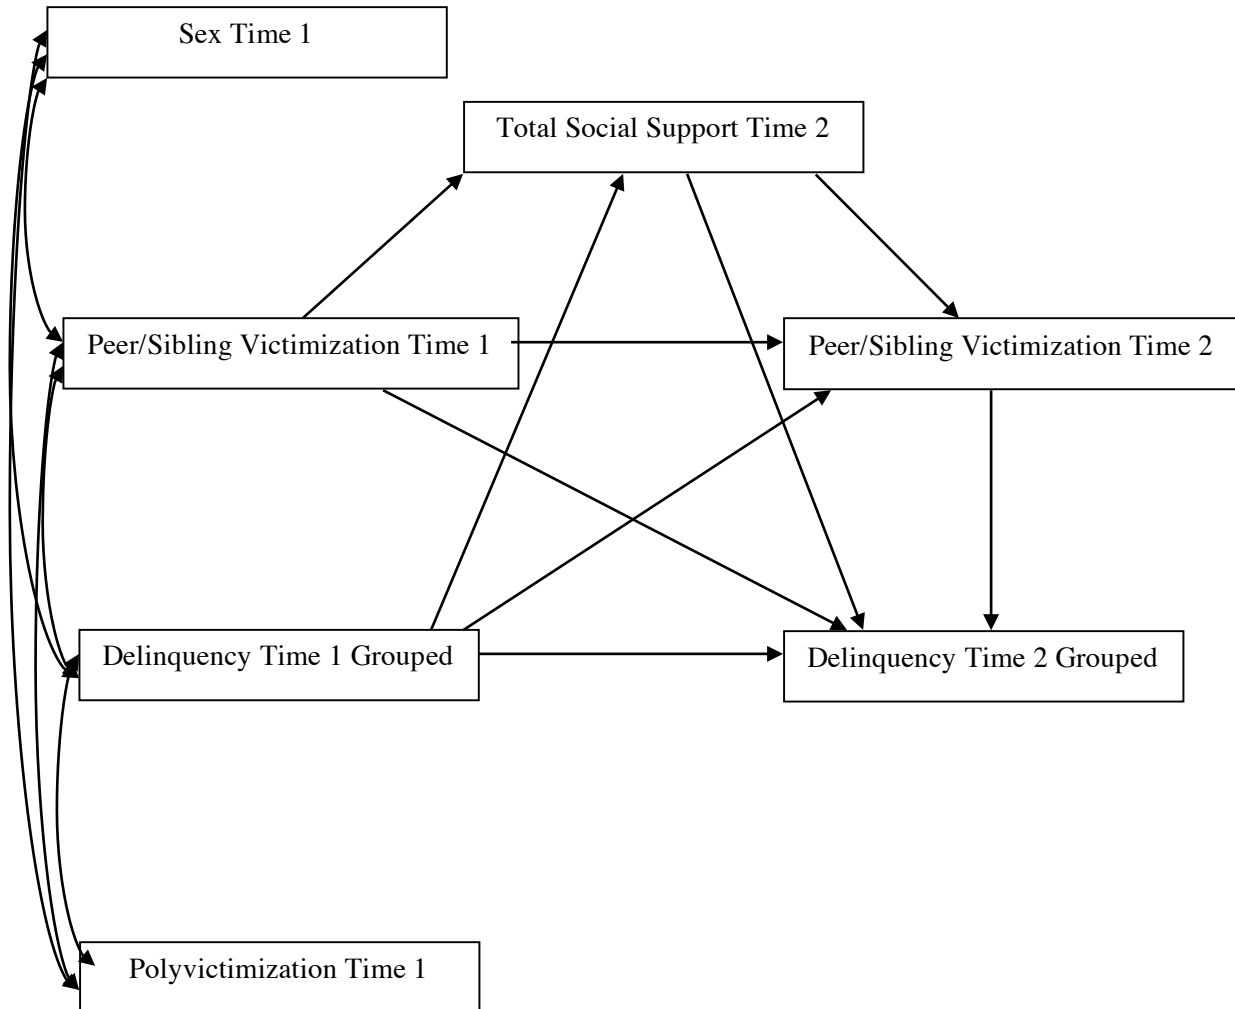 Sex Time 1
Total Social Support Time 2
Peer/Sibling Victimization Time 1
Peer/Sibling Victimization Time 2
Delinquency Time 1 Grouped
Delinquency Time 2 Grouped
Polyvictimization Time 1